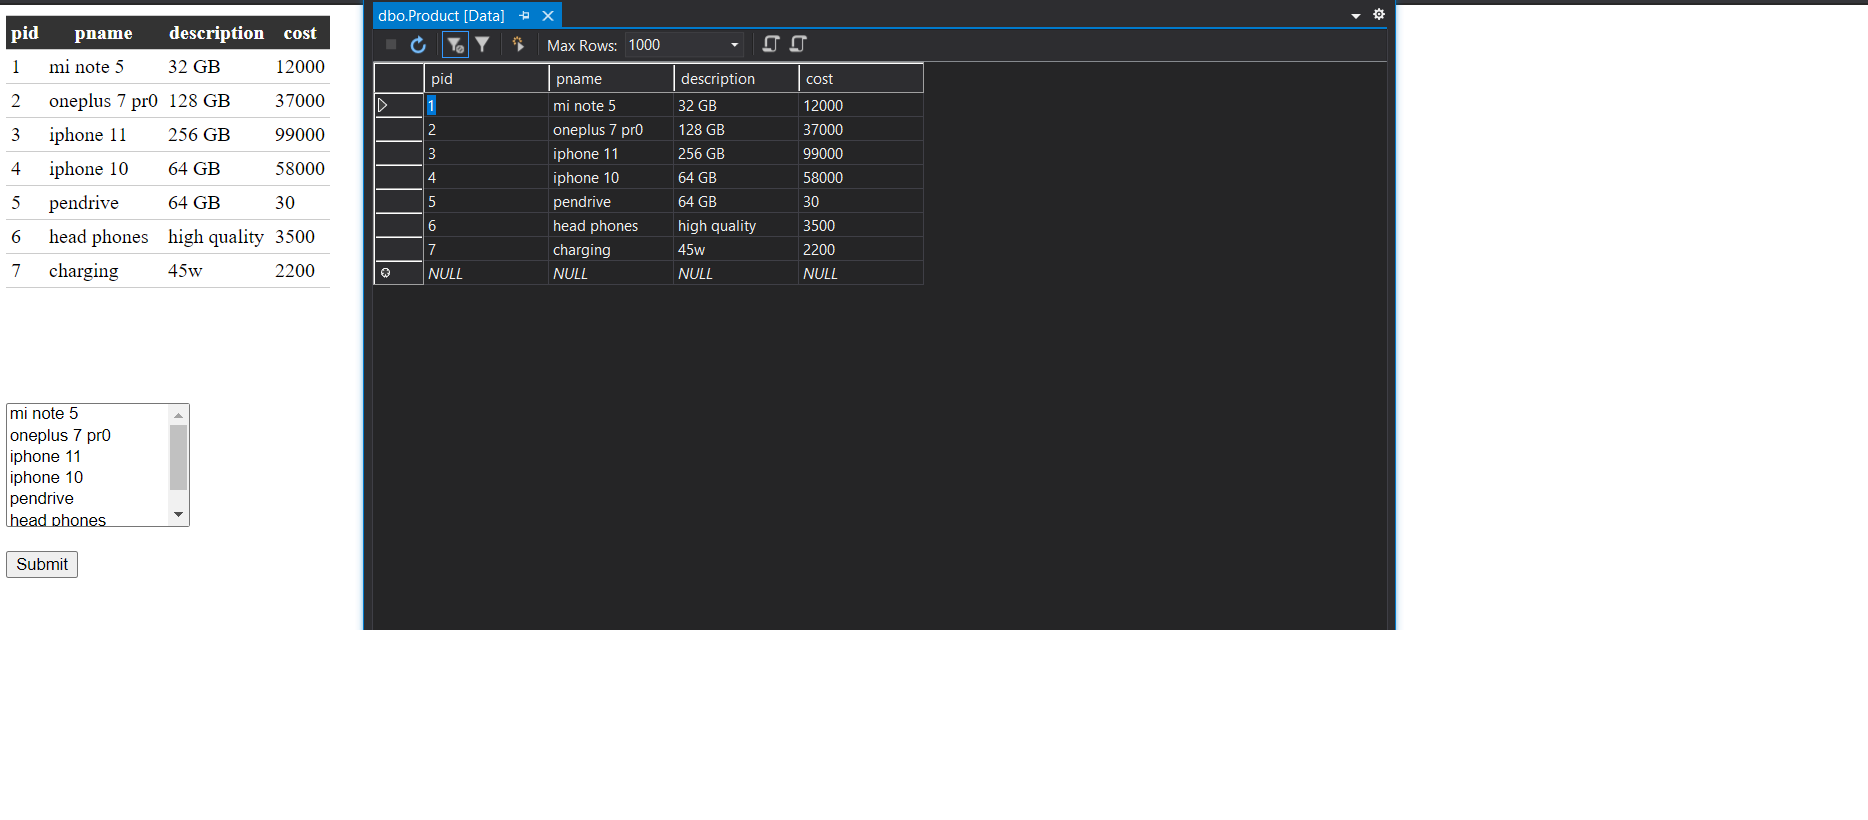 pid pname description cost
1 mi note 5 32 GB 12000
2 oneplus 7 pr0 128 GB 37000
3 iphone 11 256 GB 99000
4 iphone 10 64 GB 58000
5 pendrive 64 GB 30
6 head phones high quality 3500
7 charging 45w 2200
mi note 5
oneplus 7 pr0
iphone 11
iphone 10
pendrive
head phones
Submit
dbo.Product [Data]
Max Rows: 1000
pid pname description cost
1 mi note 5 32 GB 12000
2 oneplus 7 pr0 128 GB 37000
3 iphone 11 256 GB 99000
4 iphone 10 64 GB 58000
5 pendrive 64 GB 30
6 head phones high quality 3500
7 charging 45w 2200
NULL NULL NULL NULL